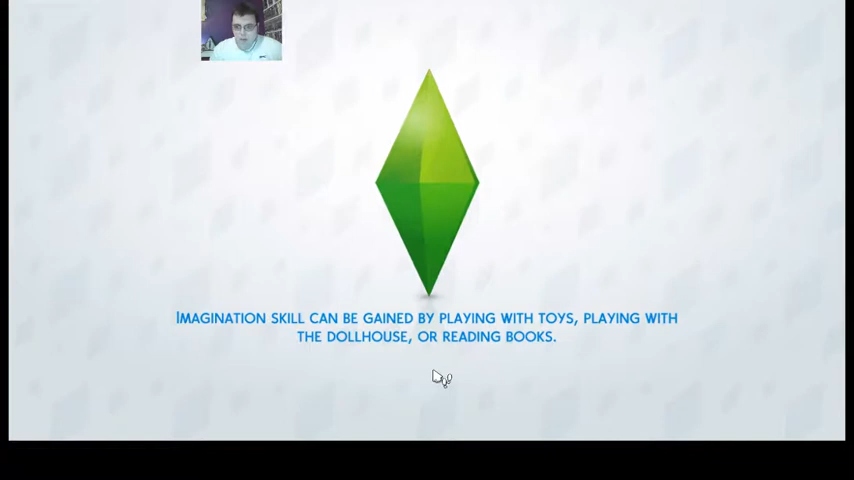 Imagination skill can be gained by playing with toys, playing with
the dollhouse, or reading books.